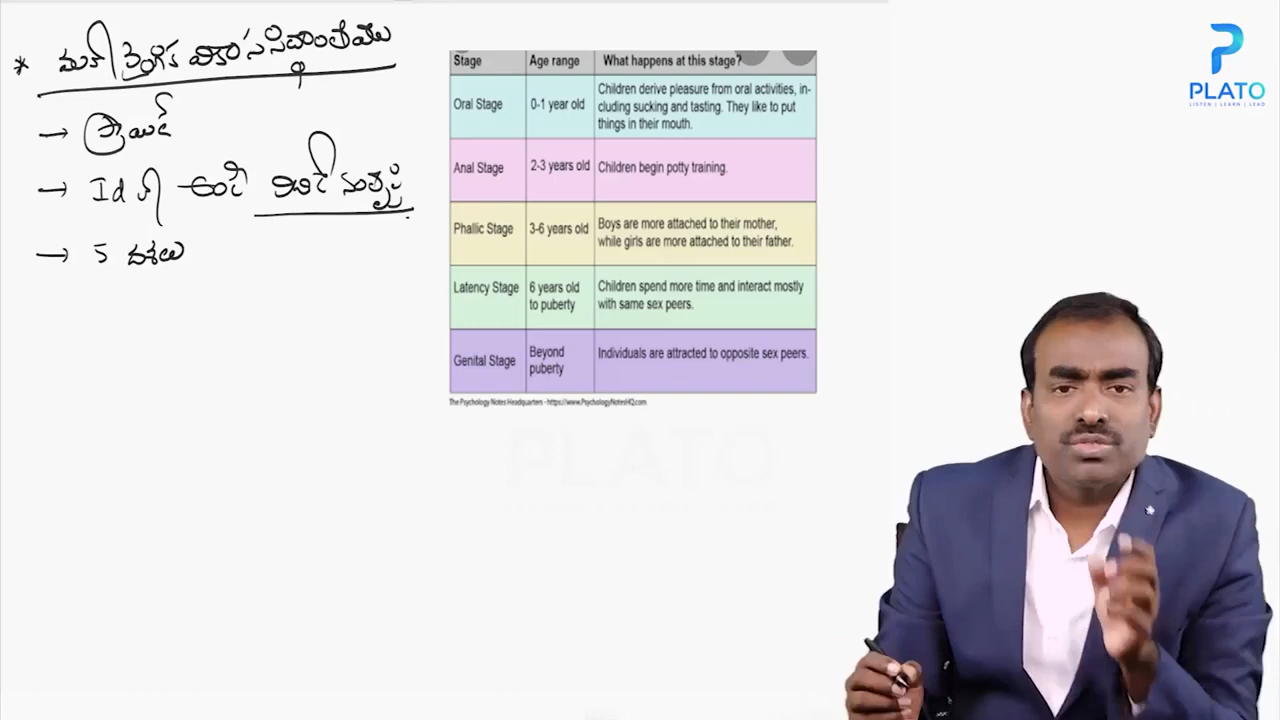 * మనో లైంగిక వికాస సిద్ధాంతము
→ ఫ్రాయిడ్
→ Id
→ 5 దశలు
Stage Age range What happens at this stage?
Oral Stage 0-1 year old Children derive pleasure from oral activities, in-
cluding sucking and tasting. They like to put
things in their mouth.
Anal Stage 2-3 years old Children begin potty training.
Phallic Stage 3-6 years old Boys are more attached to their mother,
while girls are more attached to their father.
Latency Stage 6 years old Children spend more time and interact mostly
to puberty with same sex peers.
Genital Stage Beyond Individuals are attracted to opposite sex peers.
puberty
The Psychology Notes Headquarters - https://www.PsychologyNotesHQ.com
PLATO
LISTEN | LEARN | LEAD
PLATO